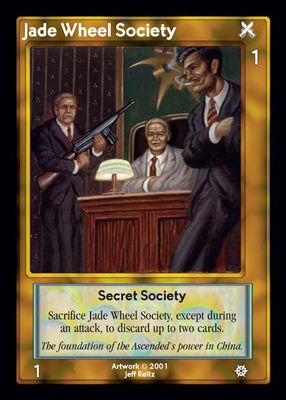 Jade Wheel Society
1
Secret Society
Sacrifice Jade Wheel Society, except during
an attack, to discard up to two cards.
The foundation of the Ascended's power in China.
Artwork © 2001
Jeff Reitz
1